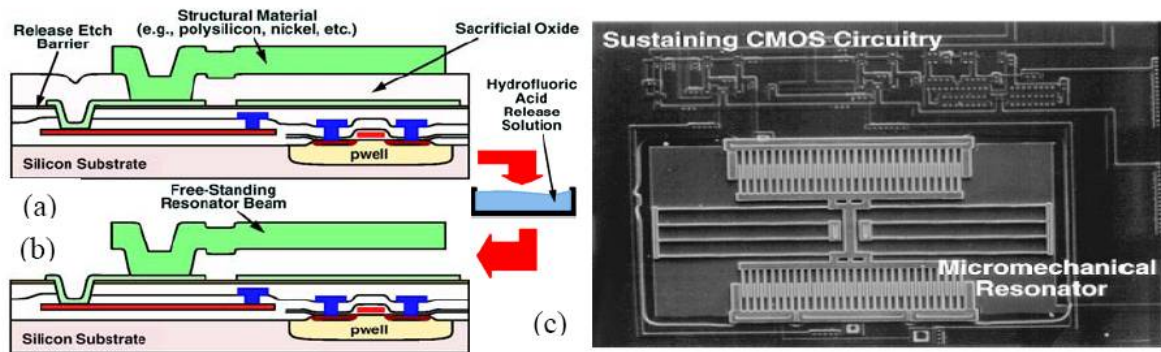 (a)
Structural Material
(e.g., polysilicon, nickel, etc.)
Release Etch
Barrier
Sacrificial Oxide
Hydrofluoric
Acid
Release
Solution
Silicon Substrate
pwell
(b)
Free-Standing
Resonator Beam
Silicon Substrate
pwell
(c)
Sustaining CMOS Circuitry
Micromechanical
Resonator